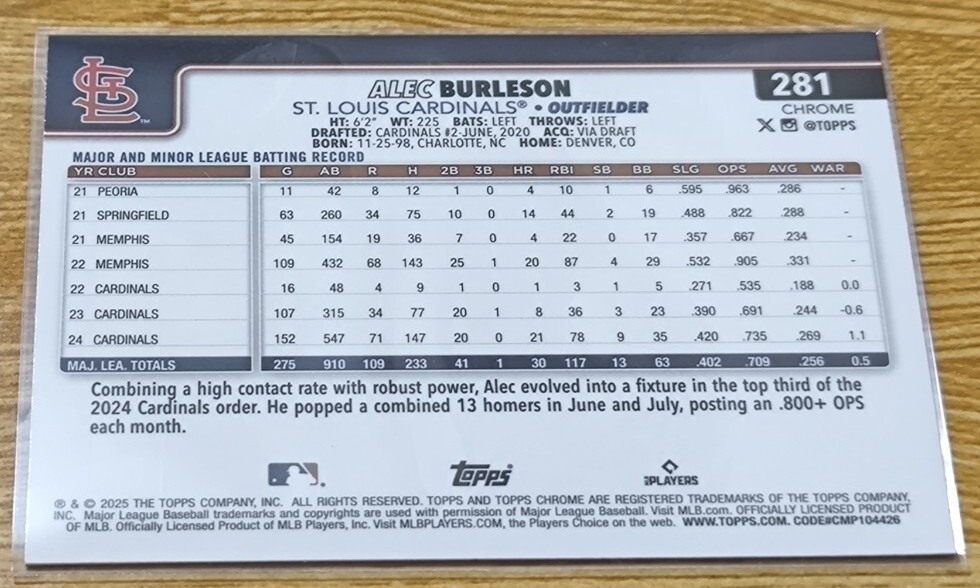 STL
ALEC BURLESON
281
ST. LOUIS CARDINALS® • OUTFIELDER
CHROME
HT: 6'2" WT: 225 BATS: LEFT THROWS: LEFT
@TOPPS
DRAFTED: CARDINALS #2-JUNE, 2020 ACQ: VIA DRAFT
BORN: 11-25-98, CHARLOTTE, NC HOME: DENVER, CO
MAJOR AND MINOR LEAGUE BATTING RECORD
YR CLUB G AB R H 2B 3B HR RBI SB BB SLG OPS AVG WAR
21 PEORIA 11 42 8 12 1 0 4 10 1 6 .595 .963 .286 -
21 SPRINGFIELD 63 260 34 75 10 0 14 44 2 19 .488 .822 .288 -
21 MEMPHIS 45 154 19 36 7 0 4 22 0 17 .357 .667 .234 -
22 MEMPHIS 109 432 68 143 25 1 20 87 4 29 .532 .905 .331 -
22 CARDINALS 16 48 4 9 1 0 1 3 1 5 .271 .535 .188 0.0
23 CARDINALS 107 315 34 77 20 1 8 36 3 23 .390 .691 .244 -0.6
24 CARDINALS 152 547 71 147 20 0 21 78 9 35 .420 .735 .269 1.1
MAJ. LEA. TOTALS 275 910 109 233 41 1 30 117 13 63 .402 .709 .256 0.5
Combining a high contact rate with robust power, Alec evolved into a fixture in the top third of the
2024 Cardinals order. He popped a combined 13 homers in June and July, posting an .800+ OPS
each month.
Topps
PLAYERS
® & © 2025 THE TOPPS COMPANY, INC. ALL RIGHTS RESERVED. TOPPS AND TOPPS CHROME ARE REGISTERED TRADEMARKS OF THE TOPPS COMPANY,
INC. Major League Baseball trademarks and copyrights are used with permission of Major League Baseball. Visit MLB.com. OFFICIALLY LICENSED PRODUCT
OF MLB. Officially Licensed Product of MLB Players, Inc. Visit MLBPLAYERS.COM, the Players Choice on the web. WWW.TOPPS.COM. CODE#CMP104426